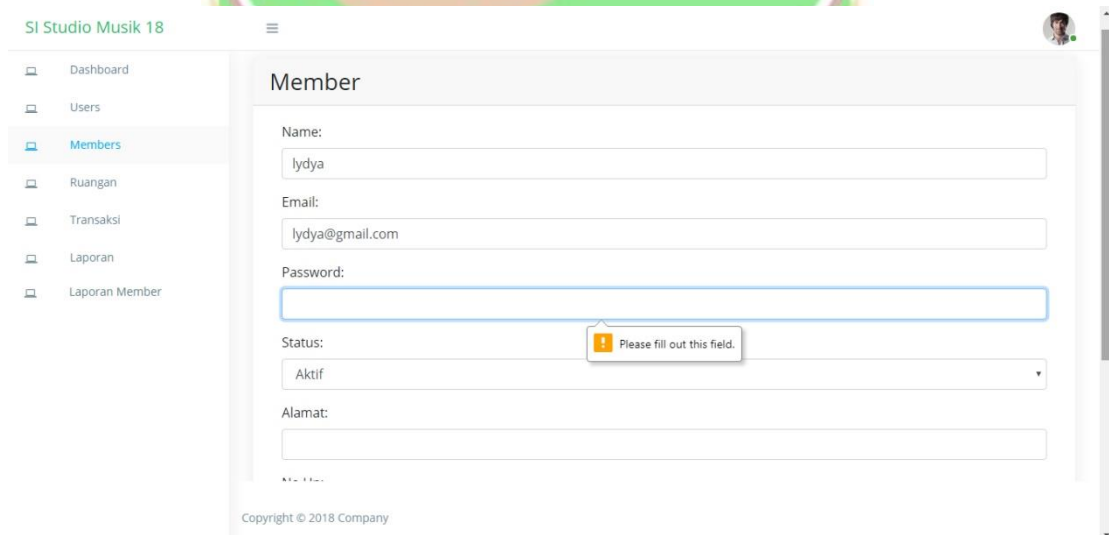 SI Studio Musik 18
Dashboard
Users
Members
Ruangan
Transaksi
Laporan
Laporan Member
Member
Name:
lydya
Email:
lydya@gmail.com
Password:
Please fill out this field.
Status:
Aktif
Alamat:
Copyright © 2018 Company